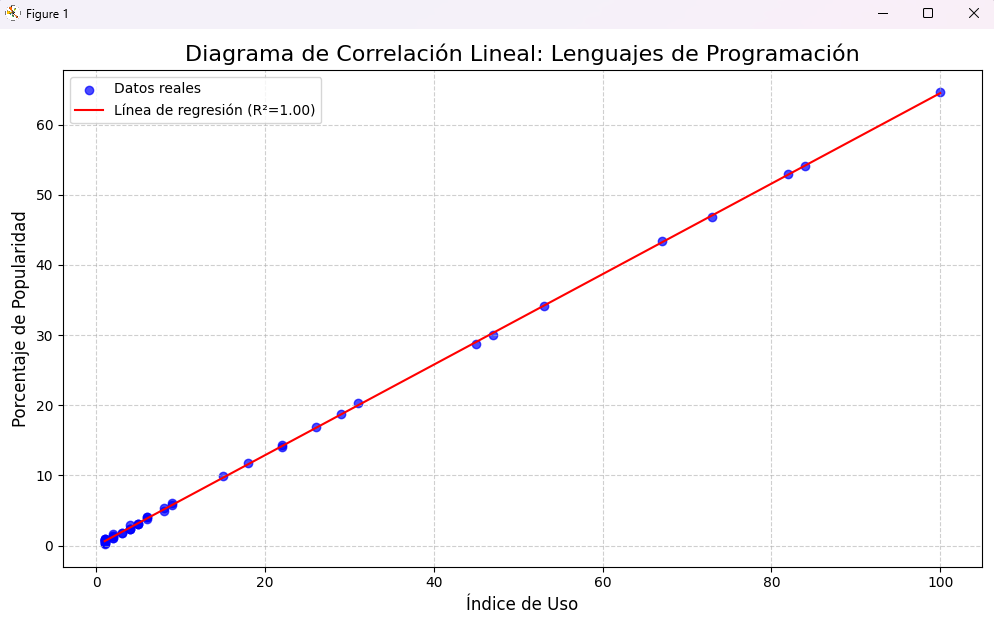 Figure 1
Diagrama de Correlación Lineal: Lenguajes de Programación
Datos reales
Línea de regresión (R²=1.00)
Porcentaje de Popularidad
60
50
40
30
20
10
0
0 20 40 60 80 100
Índice de Uso